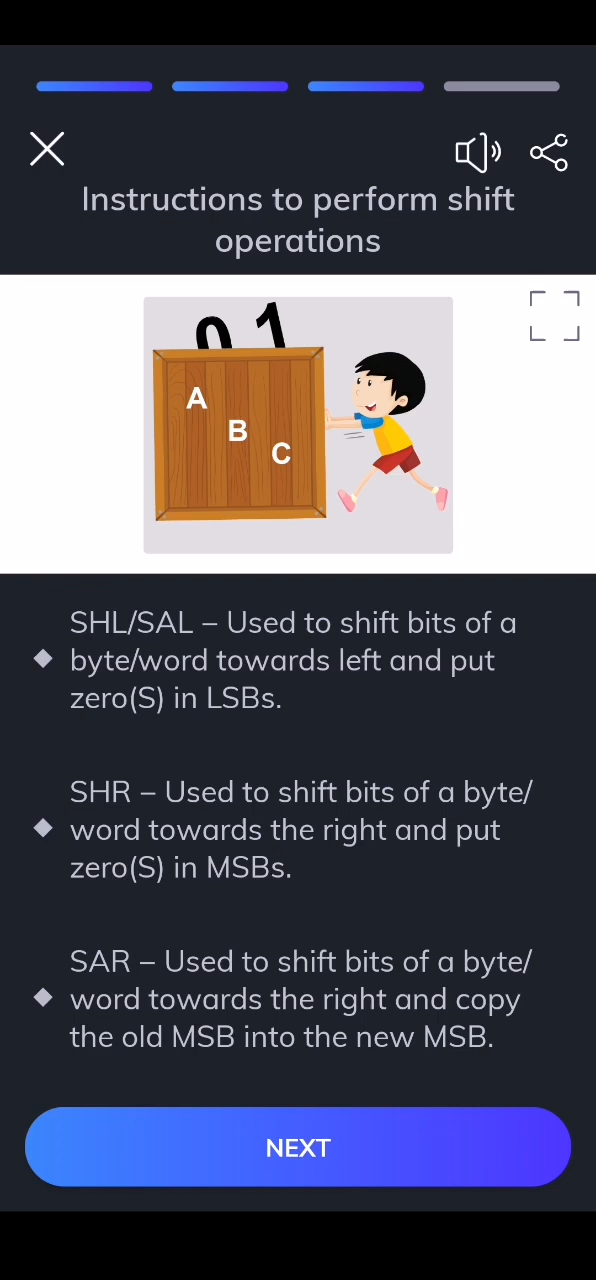 Instructions to perform shift
operations
0 1
A
B
C
SHL/SAL – Used to shift bits of a
byte/word towards left and put
zero(S) in LSBs.
SHR – Used to shift bits of a byte/
word towards the right and put
zero(S) in MSBs.
SAR – Used to shift bits of a byte/
word towards the right and copy
the old MSB into the new MSB.
NEXT